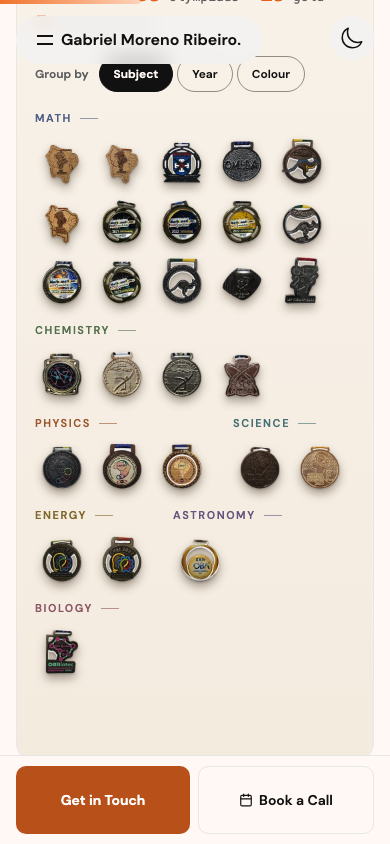 Gabriel Moreno Ribeiro.
Group by Subject Year Colour
MATH
CHEMISTRY
PHYSICS SCIENCE
ENERGY ASTRONOMY
BIOLOGY
Get in Touch Book a Call